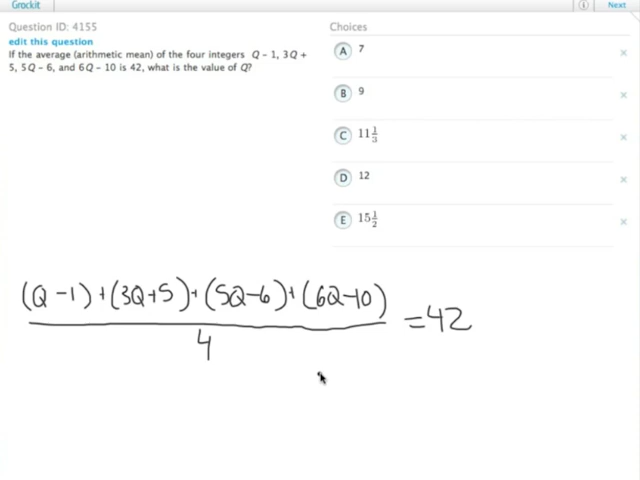 Grockit
Next
Question ID: 4155
edit this question
If the average (arithmetic mean) of the four integers Q – 1, 3Q +
5, 5Q – 6, and 6Q – 10 is 42, what is the value of Q?
Choices
A 7 ×
B 9 ×
C 11 1/3 ×
D 12 ×
E 15 1/2 ×
(Q-1)+(3Q+5)+(5Q-6)+(6Q-10)
4
=42